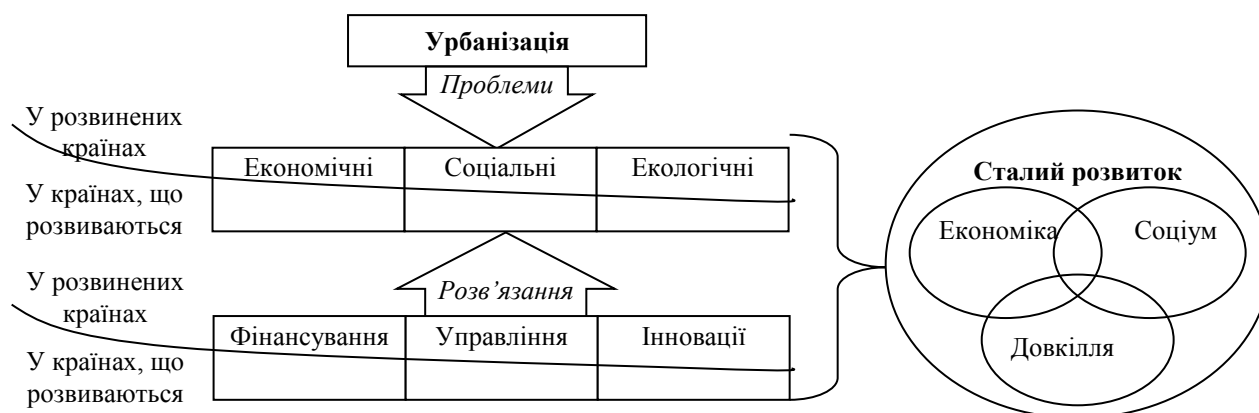 Урбанізація
Проблеми
У розвинених
країнах
Економічні Соціальні Екологічні
У країнах, що
розвиваються
Розв’язання
У розвинених
країнах
Фінансування Управління Інновації
У країнах, що
розвиваються
Сталий розвиток
Економіка Соціум
Довкілля